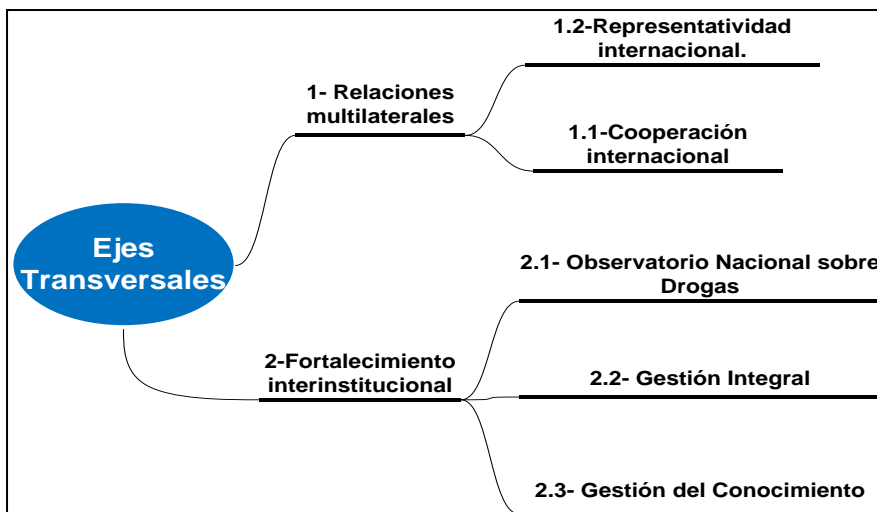 1.2-Representatividad
internacional.
1- Relaciones
multilaterales
1.1-Cooperación
internacional
Ejes
Transversales
2.1- Observatorio Nacional sobre
Drogas
2-Fortalecimiento
interinstitucional
2.2- Gestión Integral
2.3- Gestión del Conocimiento